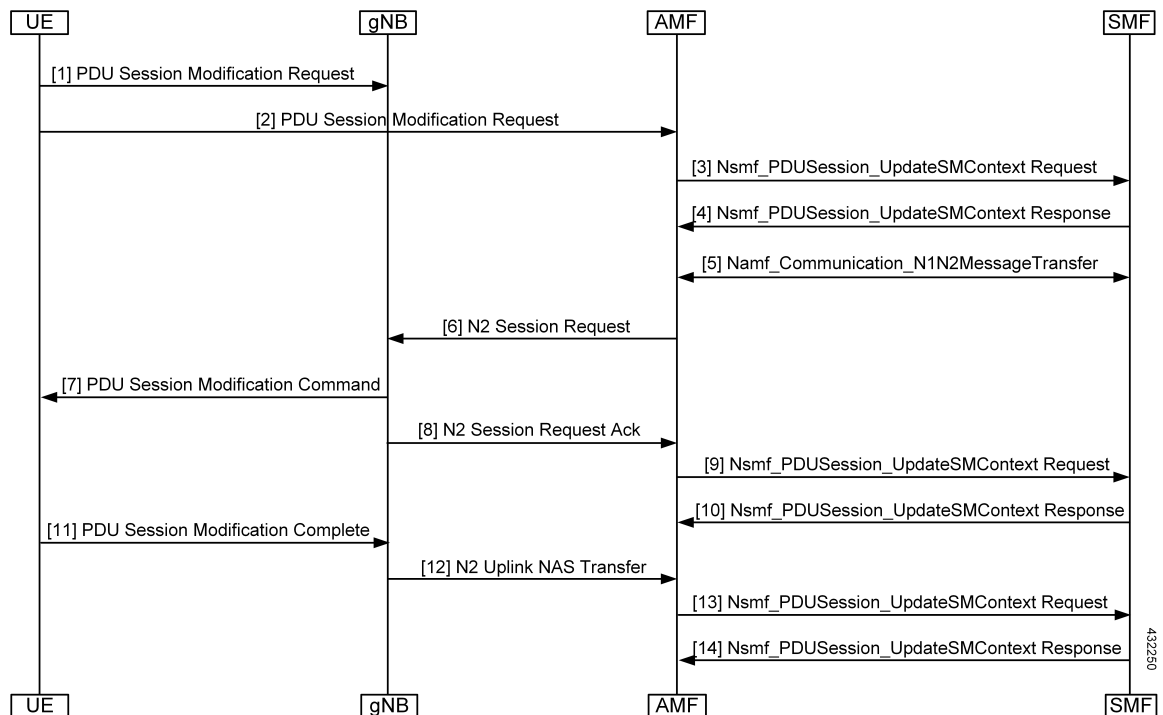 UE gNB AMF SMF
[1] PDU Session Modification Request
[2] PDU Session Modification Request
[3] Nsmf_PDUSession_UpdateSMContext Request
[4] Nsmf_PDUSession_UpdateSMContext Response
[5] Namf_Communication_N1N2MessageTransfer
[6] N2 Session Request
[7] PDU Session Modification Command
[8] N2 Session Request Ack
[9] Nsmf_PDUSession_UpdateSMContext Request
[10] Nsmf_PDUSession_UpdateSMContext Response
[11] PDU Session Modification Complete
[12] N2 Uplink NAS Transfer
[13] Nsmf_PDUSession_UpdateSMContext Request
[14] Nsmf_PDUSession_UpdateSMContext Response
432250
UE gNB AMF SMF